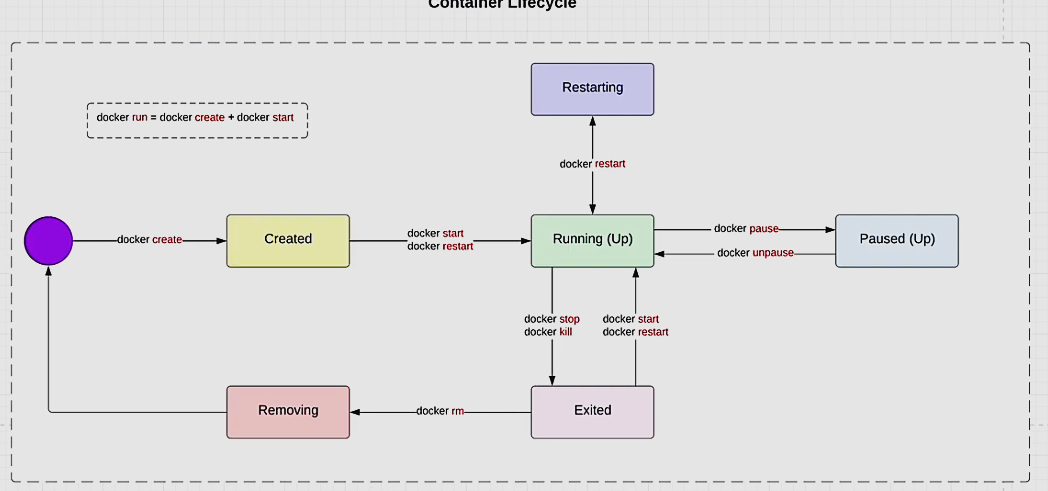 Container Lifecycle
Restarting
docker run = docker create + docker start
docker restart
docker create
Created
docker start
docker restart
Running (Up)
docker pause
docker unpause
Paused (Up)
docker stop
docker kill
docker start
docker restart
Removing
docker rm
Exited